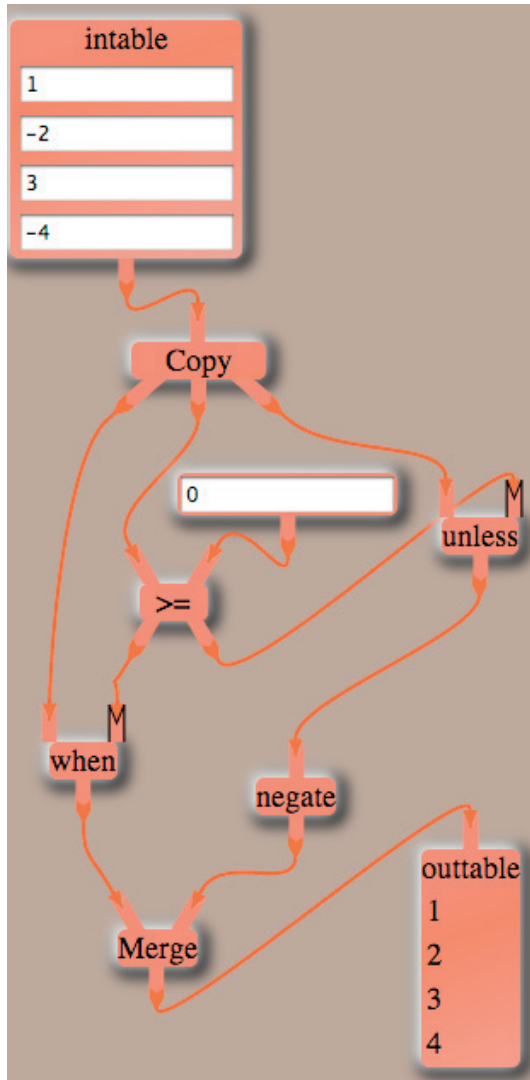 intable
1
-2
3
-4
Copy
0
M
unless
>=
M
when
negate
outtable
1
Merge
2
3
4